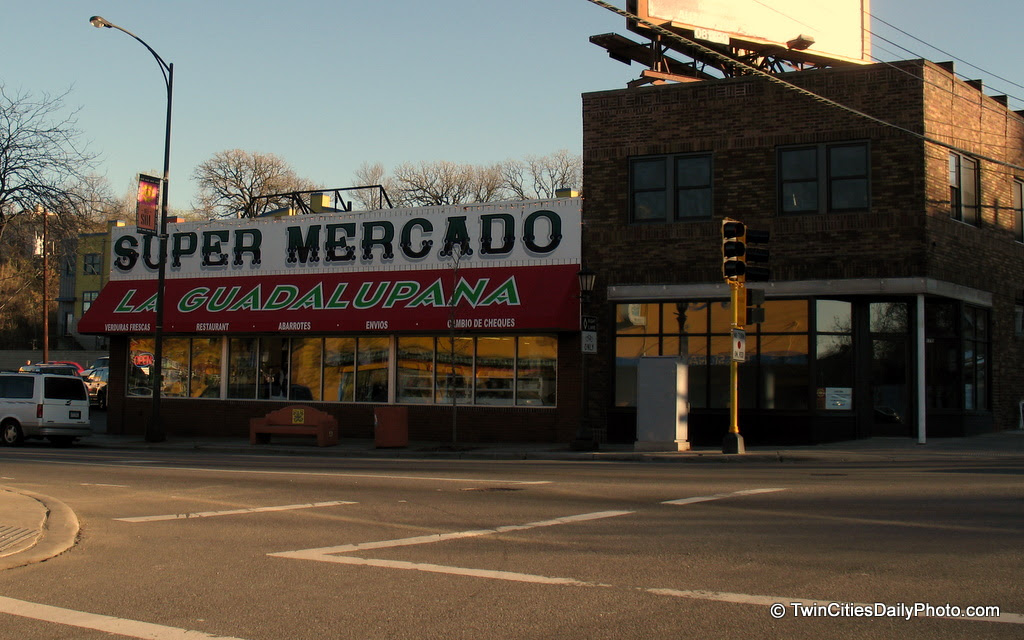 SUPER MERCADO
LA GUADALUPANA
VERDURAS FRESCAS RESTAURANT ABARROTES ENVIOS CAMBIO DE CHEQUES
© TwinCitiesDailyPhoto.com